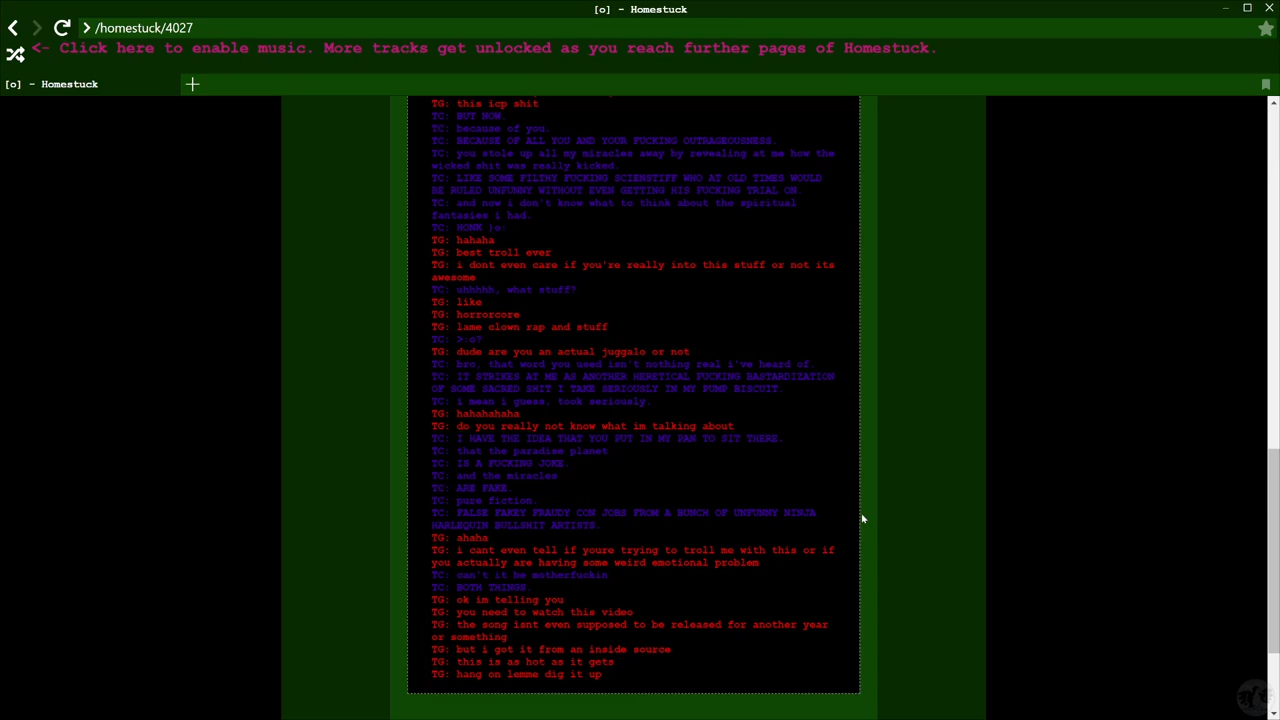 [o] - Homestuck
/homestuck/4027
<- Click here to enable music. More tracks get unlocked as you reach further pages of Homestuck.
[o] - Homestuck
TG: this icp shit
TC: BUT HOW.
TC: because of you.
TC: BECAUSE OF ALL YOU AND YOUR FUCKING OUTRAGEOUSNESS.
TC: you stole up all my miracles away by revealing at me how the
wicked shit was really kicked.
TC: LIKE SOME FILTHY FUCKING SCIENSTIFF WHO AT OLD TIMES WOULD
BE RULED UNFUNNY WITHOUT EVEN GETTING HIS FUCKING TRIAL ON.
TC: and now i don't know what to think about the spiritual
fantasies i had.
TC: HONK }o:
TG: hahaha
TG: best troll ever
TG: i dont even care if you're really into this stuff or not its
awesome
TC: uhhhhh, what stuff?
TG: like
TG: horrorcore
TG: lame clown rap and stuff
TC: >:o?
TG: dude are you an actual juggalo or not
TC: bro, that word you used isn't nothing real i've heard of.
TC: IT STRIKES AT ME AS ANOTHER HERETICAL FUCKING BASTARDIZATION
OF SOME SACRED SHIT I TAKE SERIOUSLY IN MY PUMP BISCUIT.
TC: i mean i guess, took seriously.
TG: hahahahaha
TG: do you really not know what im talking about
TC: I HAVE THE IDEA THAT YOU PUT IN MY PAN TO SIT THERE.
TC: that the paradise planet
TC: IS A FUCKING JOKE.
TC: and the miracles
TC: ARE FAKE.
TC: pure fiction.
TC: FALSE FAKEY FRAUDY CON JOBS FROM A BUNCH OF UNFUNNY NINJA
HARLEQUIN BULLSHIT ARTISTS.
TG: ahaha
TG: i cant even tell if youre trying to troll me with this or if
you actually are having some weird emotional problem
TC: can't it be motherfuckin
TC: BOTH THINGS.
TG: ok im telling you
TG: you need to watch this video
TG: the song isnt even supposed to be released for another year
or something
TG: but i got it from an inside source
TG: this is as hot as it gets
TG: hang on lemme dig it up